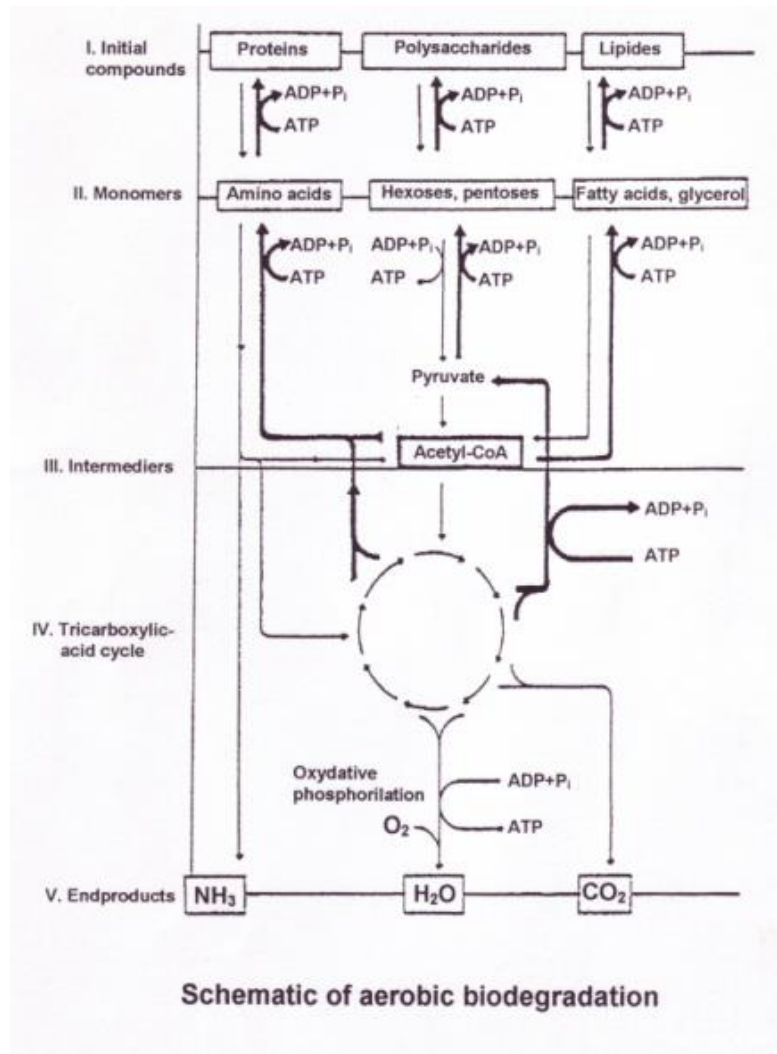 I. Initial
compounds
Proteins
Polysaccharides
Lipides
ADP+Pi
ATP
ADP+Pi
ATP
ADP+Pi
ATP
II. Monomers
Amino acids
Hexoses, pentoses
Fatty acids, glycerol
ADP+Pi
ATP
ADP+Pi
ATP
ADP+Pi
ATP
ADP+Pi
ATP
Pyruvate
Acetyl-CoA
III. Intermediers
ADP+Pi
ATP
IV. Tricarboxylic-
acid cycle
Oxydative
phosphorilation
ADP+Pi
O₂
ATP
V. Endproducts
NH₃
H₂O
CO₂
Schematic of aerobic biodegradation